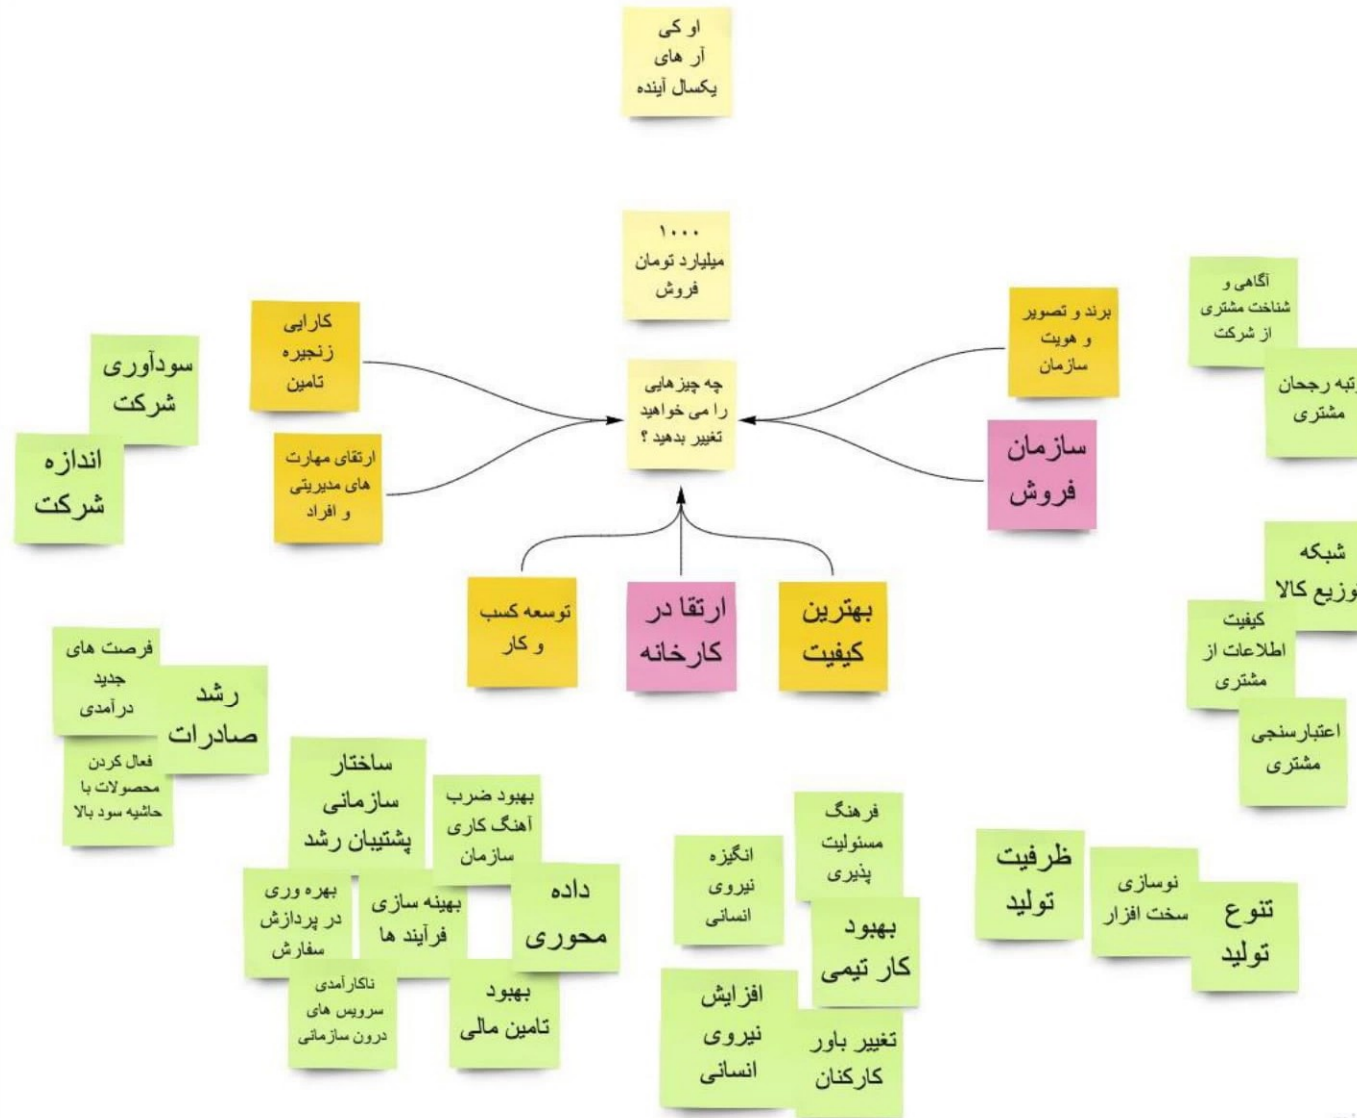 او کی
آر های
یکسال آینده
۱۰۰۰
میلیارد تومان
فروش
چه چیزهایی
را می خواهید
تغییر بدهید ؟
برند و تصویر
و هویت
سازمان
سازمان
فروش
کارایی
زنجیره
تامین
ارتقای مهارت
های مدیریتی
و افراد
بهترین
کیفیت
ارتقا در
کارخانه
توسعه کسب
و کار
آگاهی و
شناخت مشتری
از شرکت
رجحان
مشتری
شبکه
کالا
کیفیت
اطلاعات از
مشتری
اعتبارسنجی
مشتری
سودآوری
شرکت
اندازه
شرکت
فرصت های
جدید
درآمدی
رشد
صادرات
فعال کردن
محصولات با
حاشیه سود بالا
ساختار
سازمانی
پشتیبان رشد
بهبود ضرب
آهنگ کاری
سازمان
داده
محوری
بهینه سازی
فرآیند ها
بهره وری
در پردازش
سفارش
ناکارآمدی
سرویس های
درون سازمانی
بهبود
تامین مالی
فرهنگ
مسئولیت
پذیری
انگیزه
نیروی
انسانی
بهبود
کار تیمی
افزایش
نیروی
انسانی
تغییر باور
کارکنان
ظرفیت
تولید
نوسازی
سخت افزار
تنوع
تولید